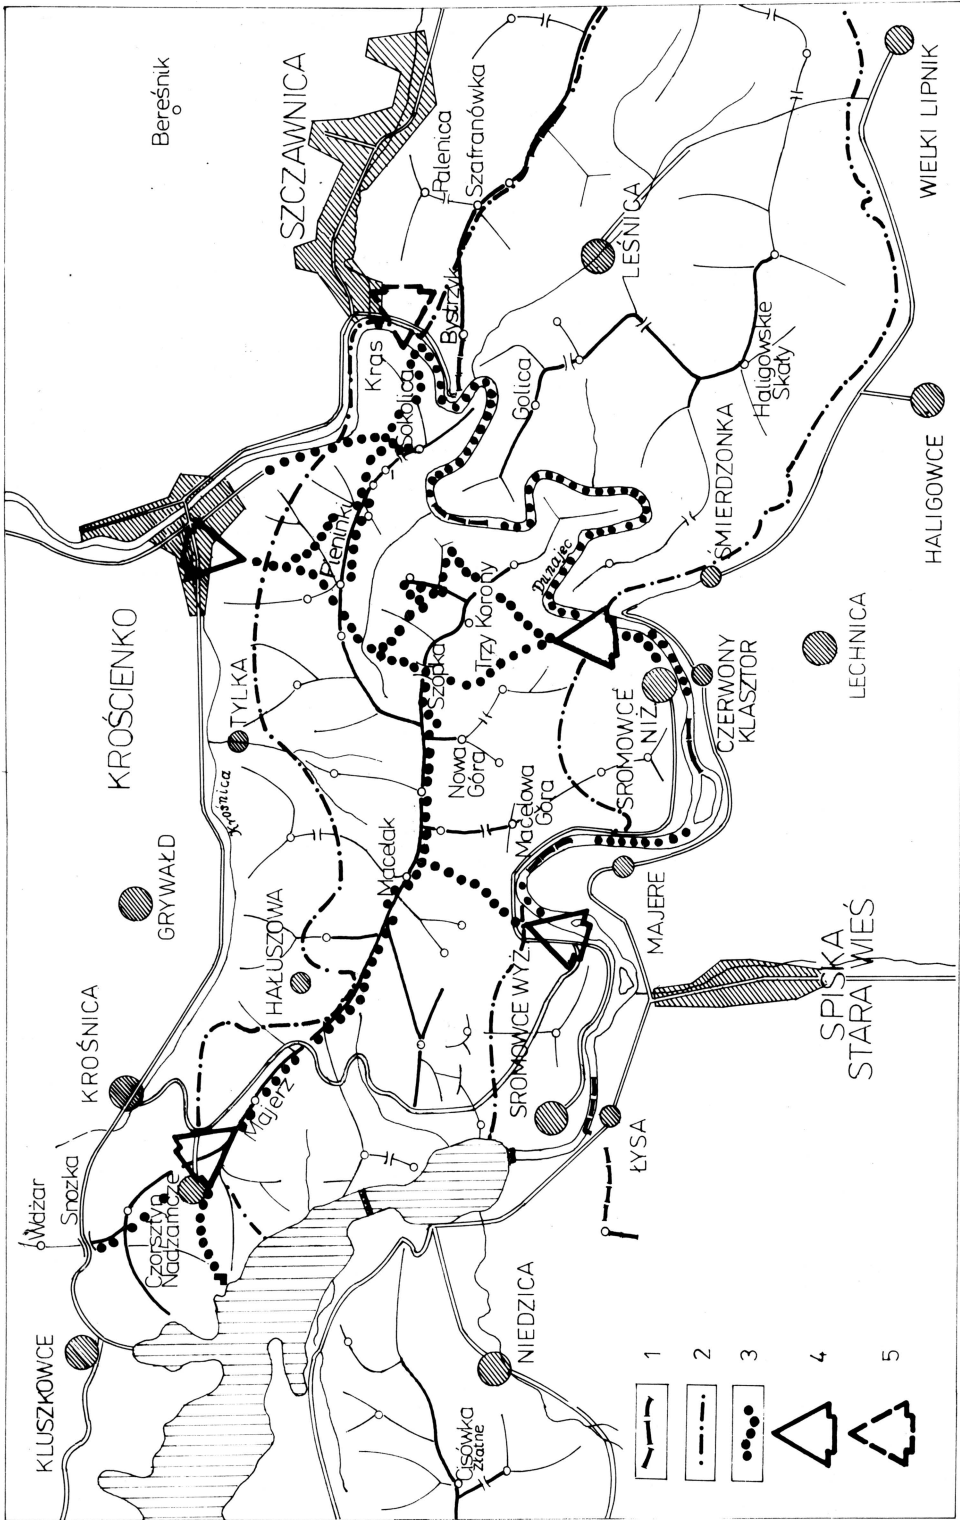 KLUSZKOWCE
Wdżar
Snozka
KROŚNICA
GRYWAŁD
KROŚCIENKO
Bereśnik
SZCZAWNICA
Czorsztyn
Nadzamcze
Majerz
HAŁUSZOWA
Krośnica
TYLKA
Pieninki
Kras
Sokolica
Palenica
Szafranówka
Bystrzyk
Macelak
Szopka
Nowa
Góra
Trzy Korony
Golica
LEŚNICA
Dunajec
Macelowa
Góra
SROMOWCE WYŻ.
SROMOWCE
NIŻ.
ŚMIERDZONKA
Haligowskie
Skały
CZERWONY
KLASZTOR
Cisówka
Złatne
NIEDZICA
ŁYSA
MAJERE
SPISKA
STARA WIEŚ
LECHNICA
HALIGOWCE
WIELKI LIPNIK
1
2
3
4
5